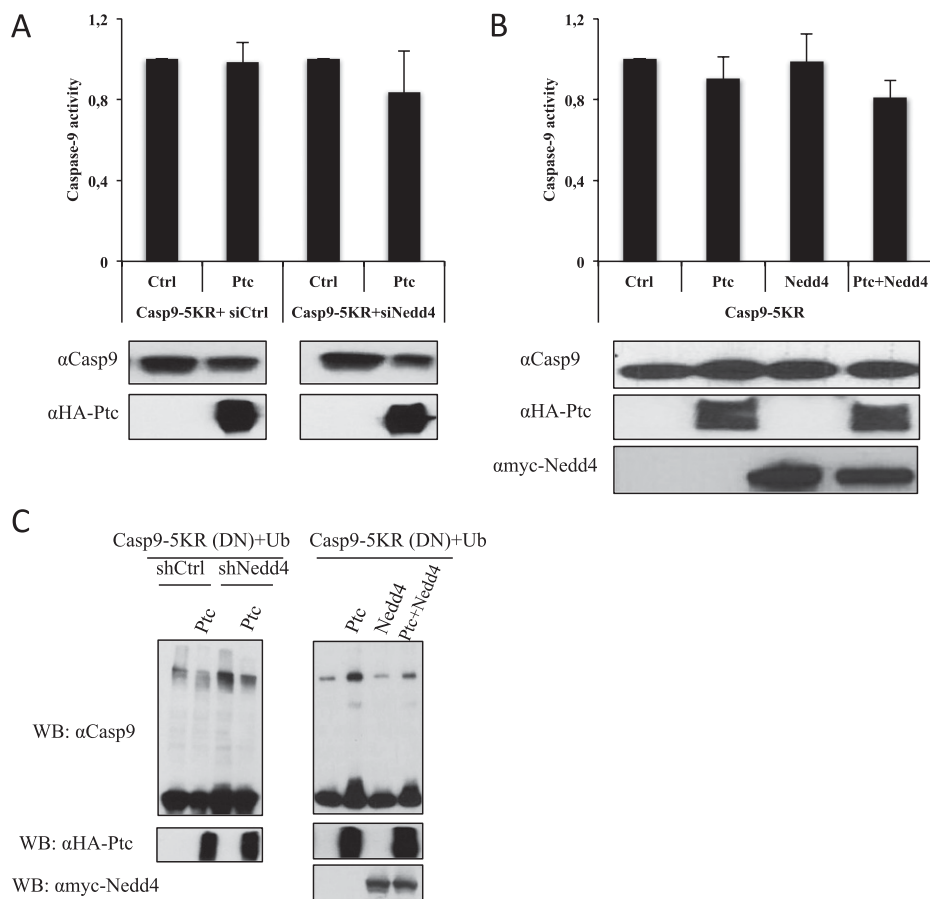 A
1,2
0,8
0,4
0
Caspase-9 activity
Ctrl Ptc Ctrl Ptc
Casp9-5KR+ siCtrl Casp9-5KR+siNedd4
αCasp9
αHA-Ptc
B
1,2
0,8
0,4
0
Caspase-9 activity
Ctrl Ptc Nedd4 Ptc+Nedd4
Casp9-5KR
αCasp9
αHA-Ptc
αmyc-Nedd4
C
Casp9-5KR (DN)+Ub
shCtrl shNedd4
Ptc Ptc
Casp9-5KR (DN)+Ub
Ptc Nedd4 Ptc+Nedd4
WB: αCasp9
WB: αHA-Ptc
WB: αmyc-Nedd4